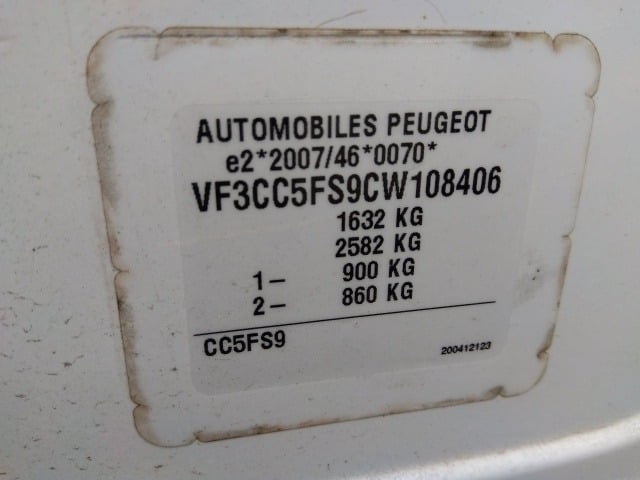 AUTOMOBILES PEUGEOT
e2*2007/46*0070*
VF3CC5FS9CW108406
1632 KG
2582 KG
1– 900 KG
2– 860 KG
CC5FS9
200412123